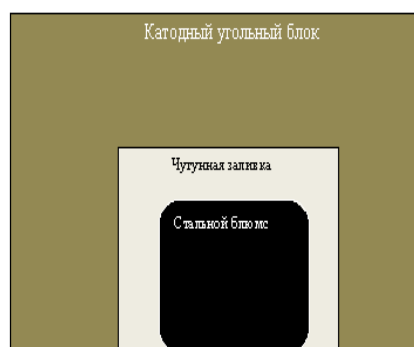 Катодный угольный блок
Чугунная заливка
Стальной блюмс